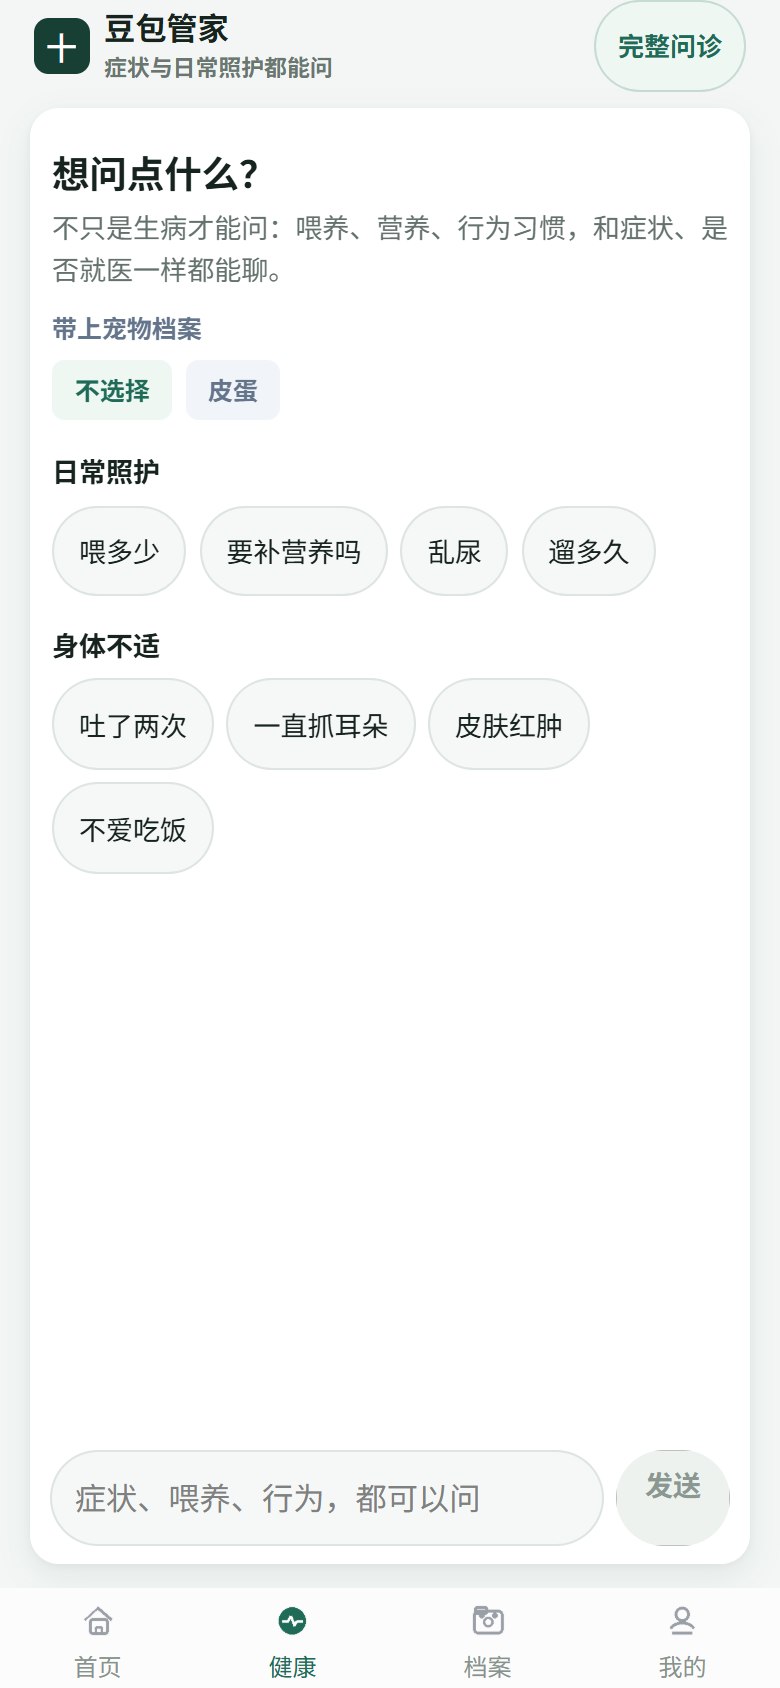 豆包管家
症状与日常照护都能问
完整问诊
想问点什么？
不只是生病才能问：喂养、营养、行为习惯，和症状、是
否就医一样都能聊。
带上宠物档案
不选择
皮蛋
日常照护
喂多少
要补营养吗
乱尿
遛多久
身体不适
吐了两次
一直抓耳朵
皮肤红肿
不爱吃饭
症状、喂养、行为，都可以问
发送
首页
健康
档案
我的